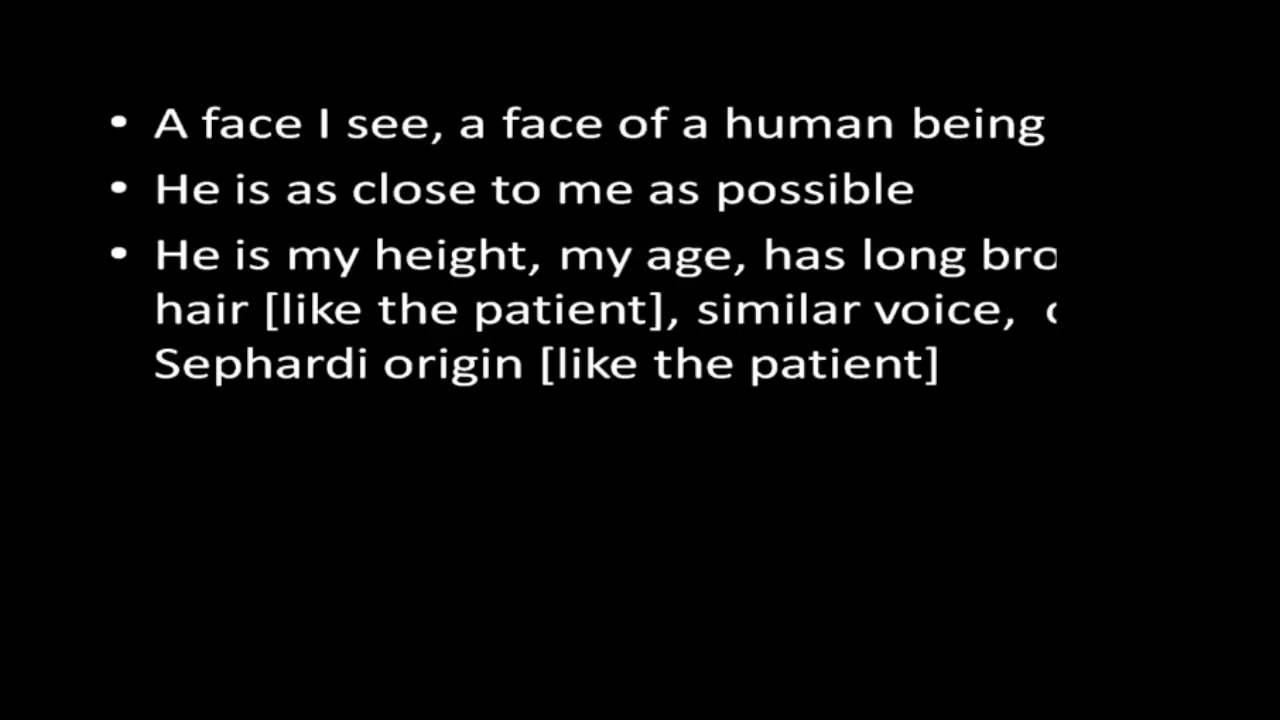 • A face I see, a face of a human being
• He is as close to me as possible
• He is my height, my age, has long
hair [like the patient], similar voice,
Sephardi origin [like the patient]